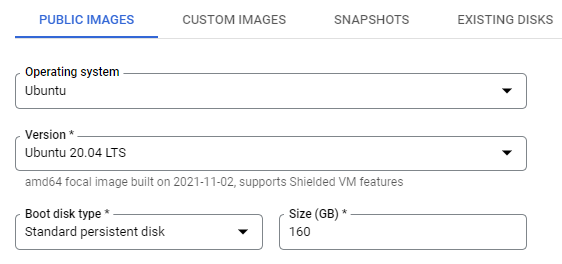 PUBLIC IMAGES CUSTOM IMAGES SNAPSHOTS EXISTING DISKS
Operating system
Ubuntu
Version *
Ubuntu 20.04 LTS
amd64 focal image built on 2021-11-02, supports Shielded VM features
Boot disk type * Size (GB) *
Standard persistent disk 160